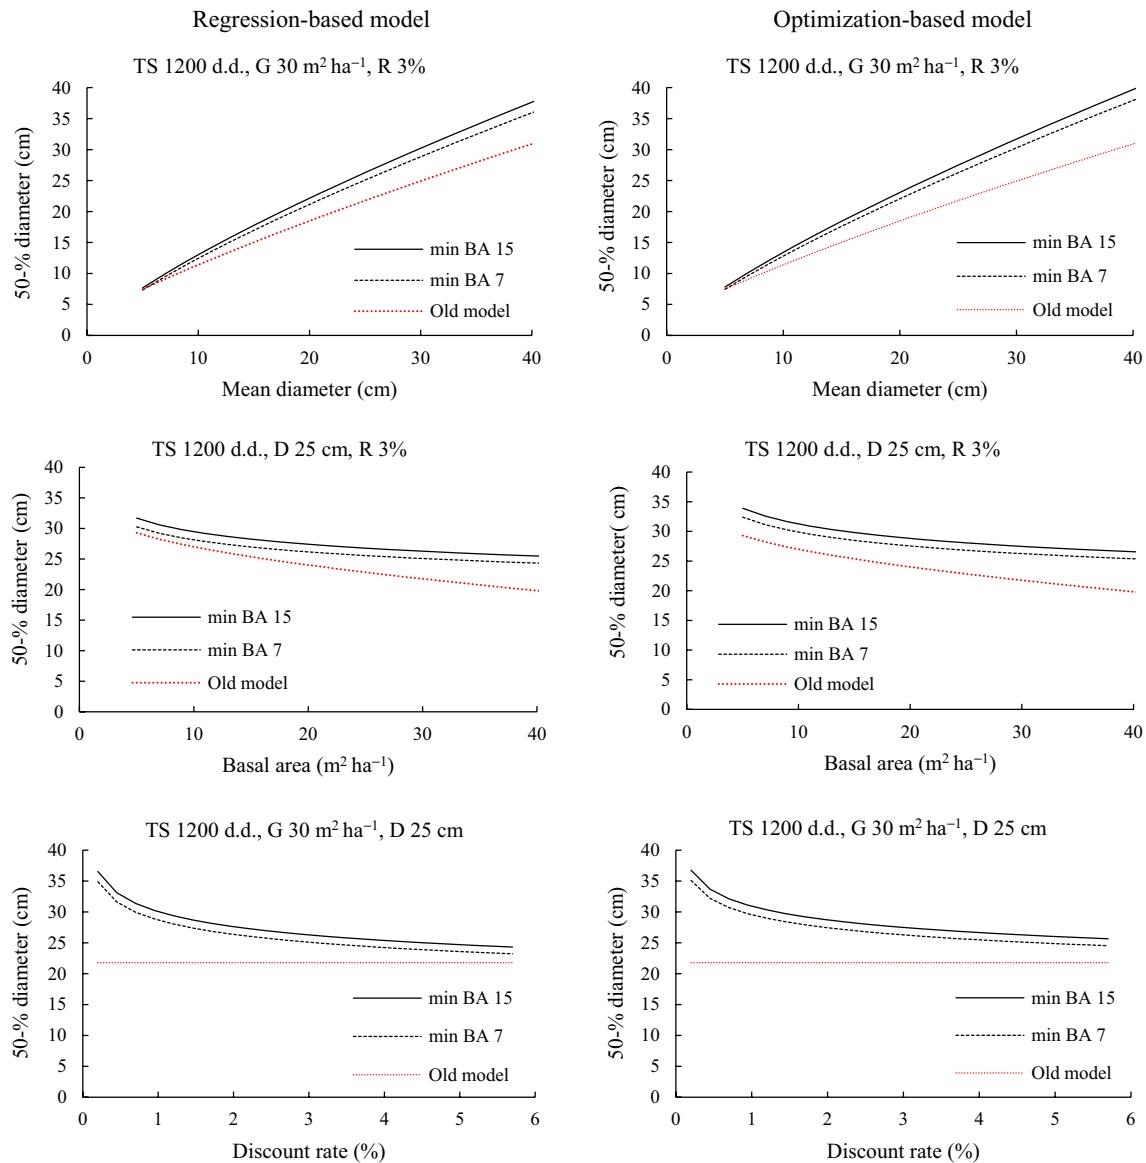 Regression-based model
Optimization-based model
TS 1200 d.d., G 30 m² ha⁻¹, R 3%
50-% diameter (cm)
40
35
30
25
20
15
10
5
0
min BA 15
min BA 7
Old model
0 10 20 30 40
Mean diameter (cm)
TS 1200 d.d., G 30 m² ha⁻¹, R 3%
50-% diameter (cm)
40
35
30
25
20
15
10
5
0
min BA 15
min BA 7
Old model
0 10 20 30 40
Mean diameter (cm)
TS 1200 d.d., D 25 cm, R 3%
50-% diameter (cm)
40
35
30
25
20
15
10
5
0
min BA 15
min BA 7
Old model
0 10 20 30 40
Basal area (m² ha⁻¹)
TS 1200 d.d., D 25 cm, R 3%
50-% diameter( cm)
40
35
30
25
20
15
10
5
0
min BA 15
min BA 7
Old model
0 10 20 30 40
Basal area (m² ha⁻¹)
TS 1200 d.d., G 30 m² ha⁻¹, D 25 cm
50-% diameter (cm)
40
35
30
25
20
15
10
5
0
min BA 15
min BA 7
Old model
0 1 2 3 4 5 6
Discount rate (%)
TS 1200 d.d., G 30 m² ha⁻¹, D 25 cm
50-% diameter (cm)
40
35
30
25
20
15
10
5
0
min BA 15
min BA 7
Old model
0 1 2 3 4 5 6
Discount rate (%)